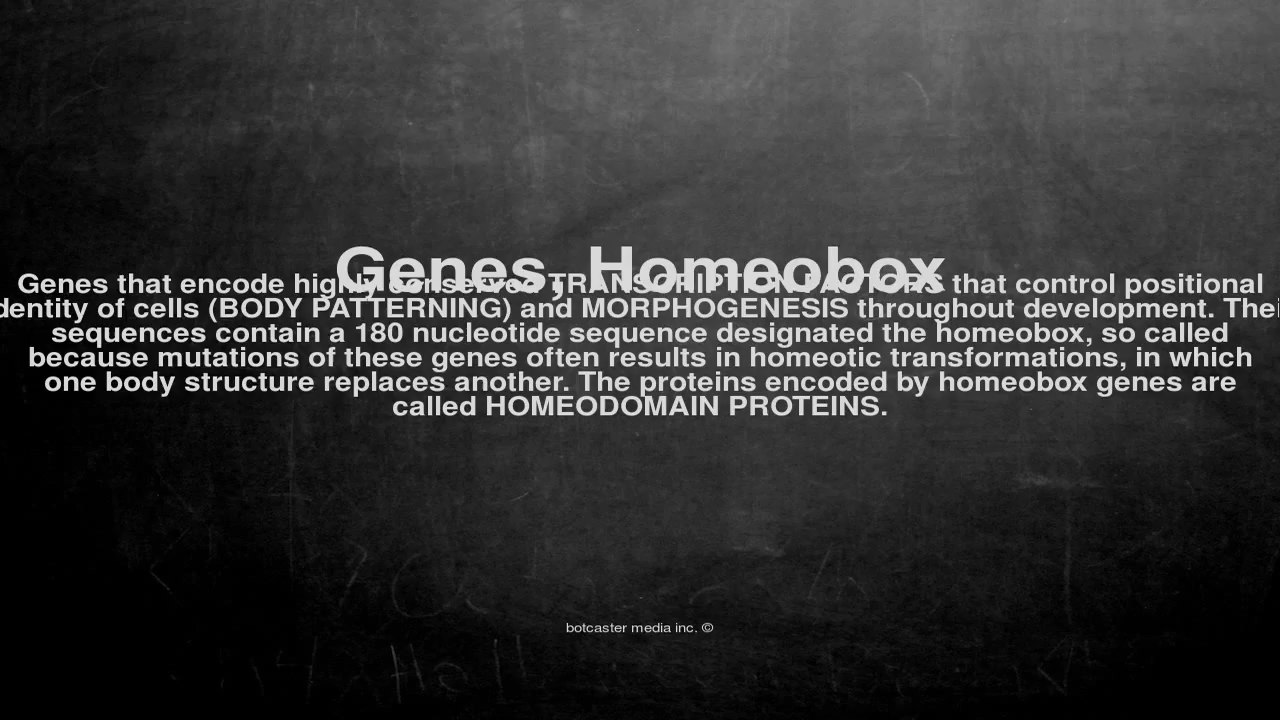 Genes, Homeobox
Genes that encode highly conserved TRANSCRIPTION FACTORS that control positional
dentity of cells (BODY PATTERNING) and MORPHOGENESIS throughout development. Thei
sequences contain a 180 nucleotide sequence designated the homeobox, so called
because mutations of these genes often results in homeotic transformations, in which
one body structure replaces another. The proteins encoded by homeobox genes are
called HOMEODOMAIN PROTEINS.
botcaster media inc. ©